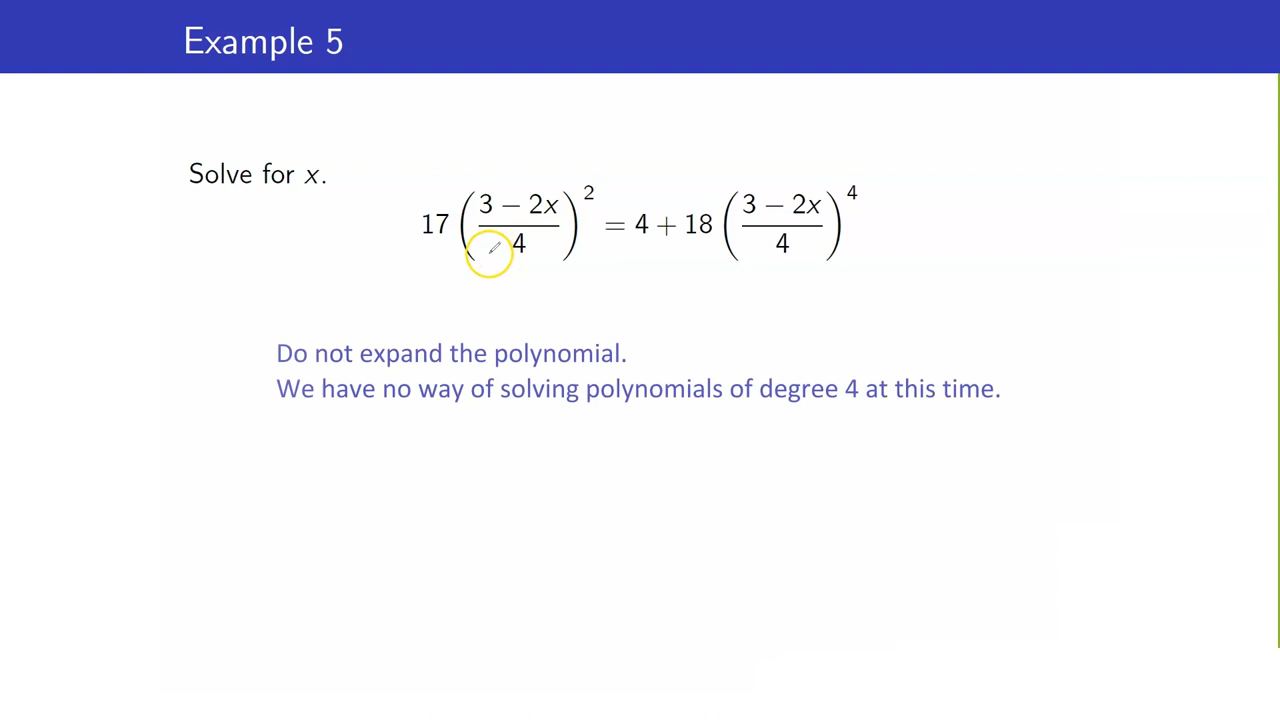 Example 5
Solve for x.
17 ( (3 − 2x) / 4 )² = 4 + 18 ( (3 − 2x) / 4 )⁴
Do not expand the polynomial.
We have no way of solving polynomials of degree 4 at this time.